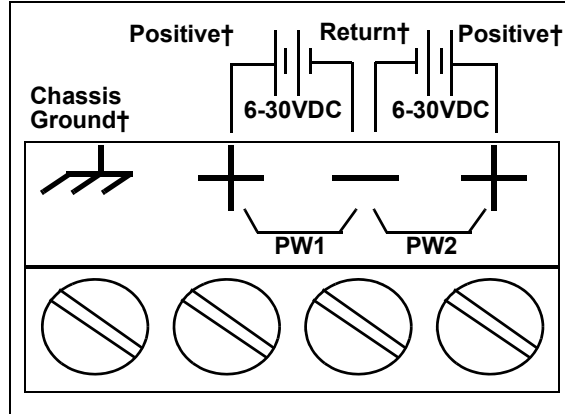 Positive† Return† Positive†
Chassis
Ground†
6-30VDC 6-30VDC
PW1 PW2